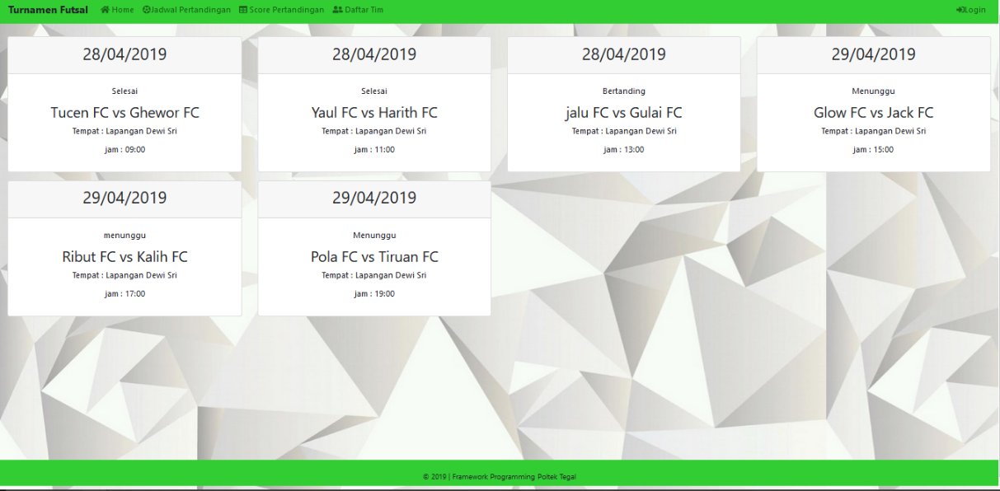 Turnamen Futsal Home Jadwal Pertandingan Score Pertandingan Daftar Tim Login
28/04/2019
Selesai
Tucen FC vs Ghewor FC
Tempat : Lapangan Dewi Sri
jam : 09:00
28/04/2019
Selesai
Yaul FC vs Harith FC
Tempat : Lapangan Dewi Sri
jam : 11:00
28/04/2019
Bertanding
jalu FC vs Gulai FC
Tempat : Lapangan Dewi Sri
jam : 13:00
29/04/2019
Menunggu
Glow FC vs Jack FC
Tempat : Lapangan Dewi Sri
jam : 15:00
29/04/2019
menunggu
Ribut FC vs Kalih FC
Tempat : Lapangan Dewi Sri
jam : 17:00
29/04/2019
Menunggu
Pola FC vs Tiruan FC
Tempat : Lapangan Dewi Sri
jam : 19:00
© 2019 | Framework Programming Poltek Tegal